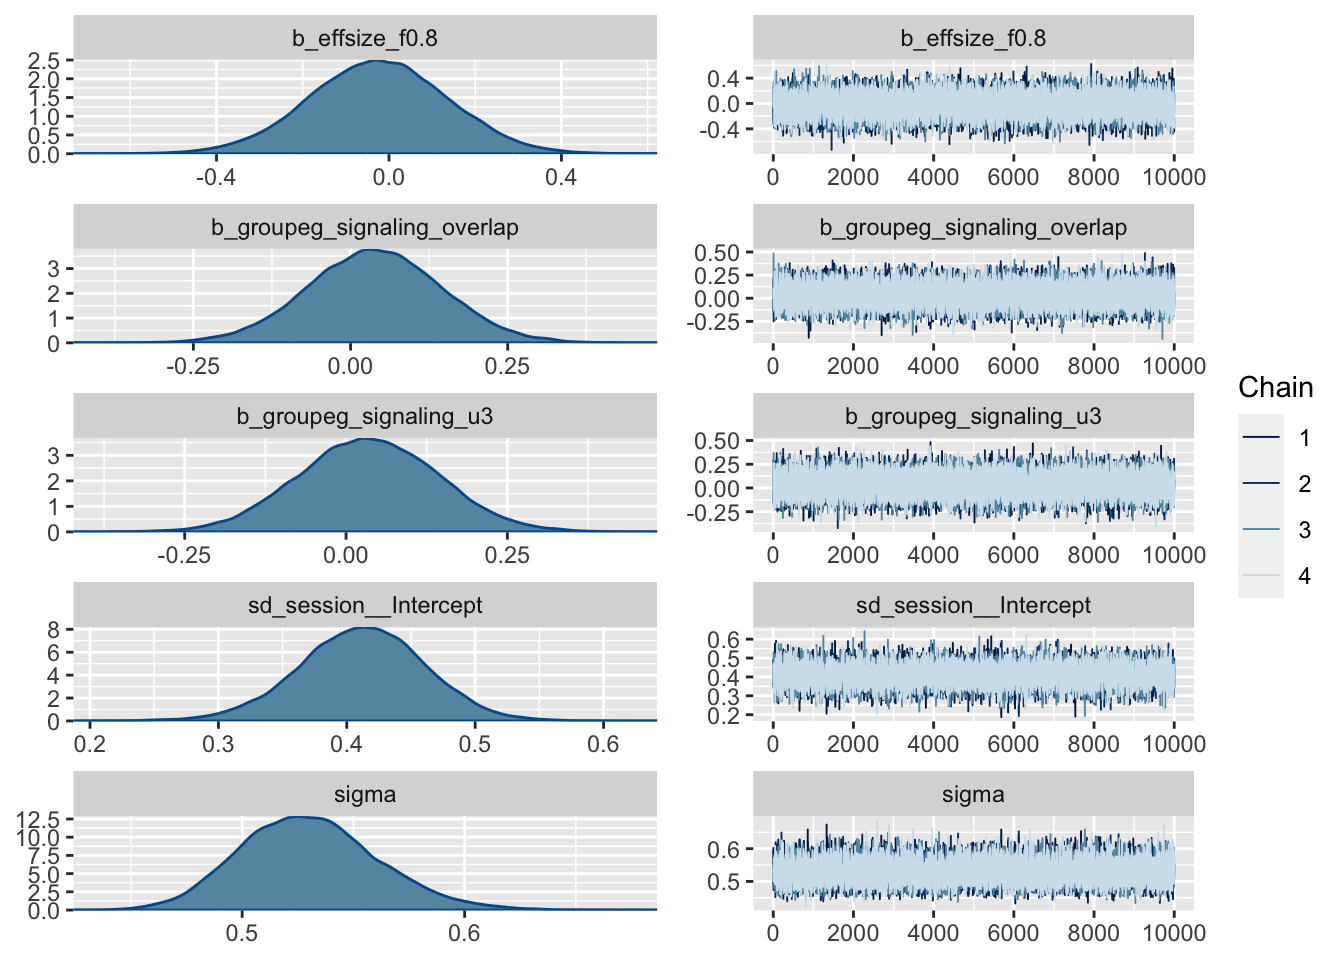 b_effsize_f0.8
2.5
2.0
1.5
1.0
0.5
0.0
-0.4 0.0 0.4
b_effsize_f0.8
0.4
0.0
-0.4
0 2000 4000 6000 8000 10000
b_groupeg_signaling_overlap
3
2
1
0
-0.25 0.00 0.25
b_groupeg_signaling_overlap
0.50
0.25
0.00
-0.25
0 2000 4000 6000 8000 10000
b_groupeg_signaling_u3
3
2
1
0
-0.25 0.00 0.25
b_groupeg_signaling_u3
0.50
0.25
0.00
-0.25
0 2000 4000 6000 8000 10000
sd_session__Intercept
8
6
4
2
0
0.2 0.3 0.4 0.5 0.6
sd_session__Intercept
0.6
0.5
0.4
0.3
0.2
0 2000 4000 6000 8000 10000
sigma
12.5
10.0
7.5
5.0
2.5
0.0
0.5 0.6
sigma
0.6
0.5
0 2000 4000 6000 8000 10000
Chain
1
2
3
4